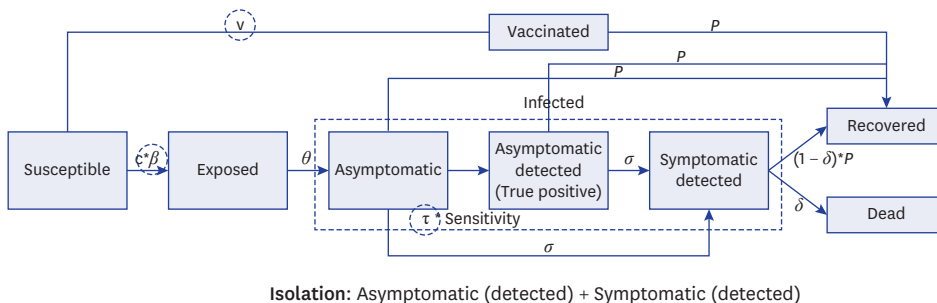 v
Vaccinated
P
P
P
Infected
Susceptible
c*β
Exposed
θ
Asymptomatic
Asymptomatic
detected
(True positive)
σ
Symptomatic
detected
(1 – δ)*P
Recovered
δ
Dead
τ * Sensitivity
σ
Isolation: Asymptomatic (detected) + Symptomatic (detected)